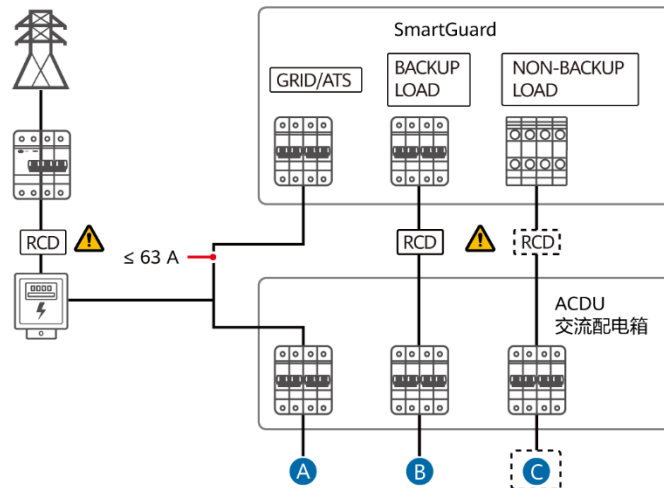 SmartGuard
GRID/ATS
BACKUP
LOAD
NON-BACKUP
LOAD
RCD
≤ 63 A
RCD
RCD
ACDU
交流配电箱
A
B
C